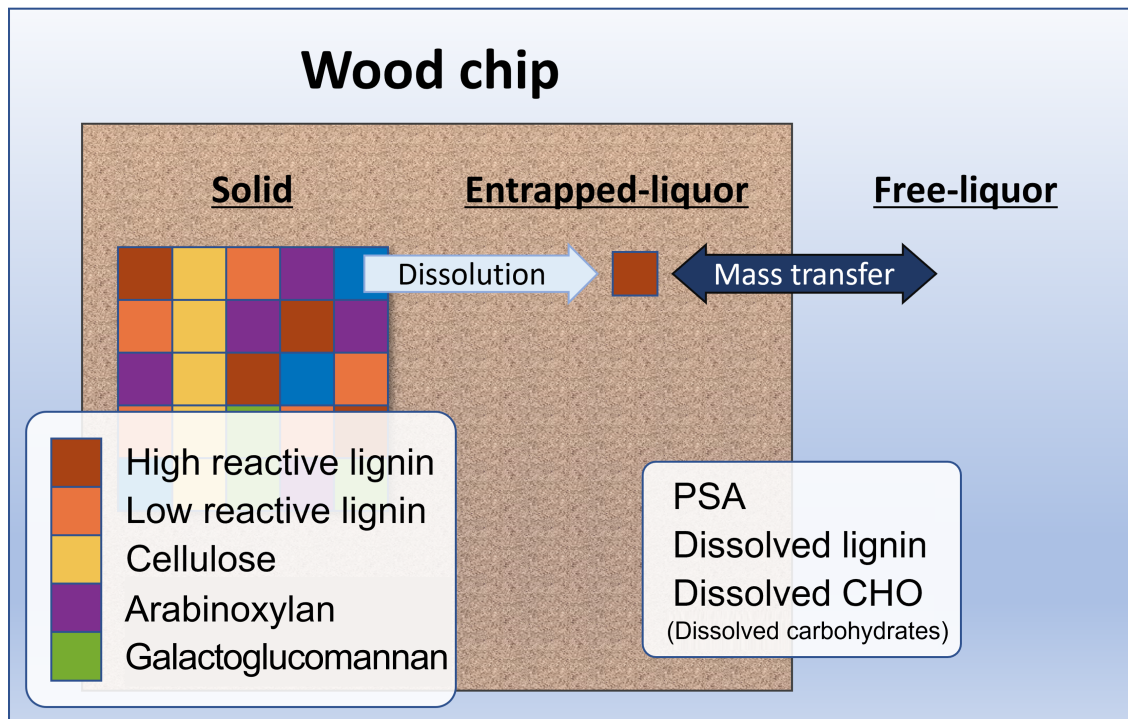 Wood chip
Solid
Entrapped-liquor
Free-liquor
Dissolution
Mass transfer
High reactive lignin
Low reactive lignin
Cellulose
Arabinoxylan
Galactoglucomannan
PSA
Dissolved lignin
Dissolved CHO
(Dissolved carbohydrates)